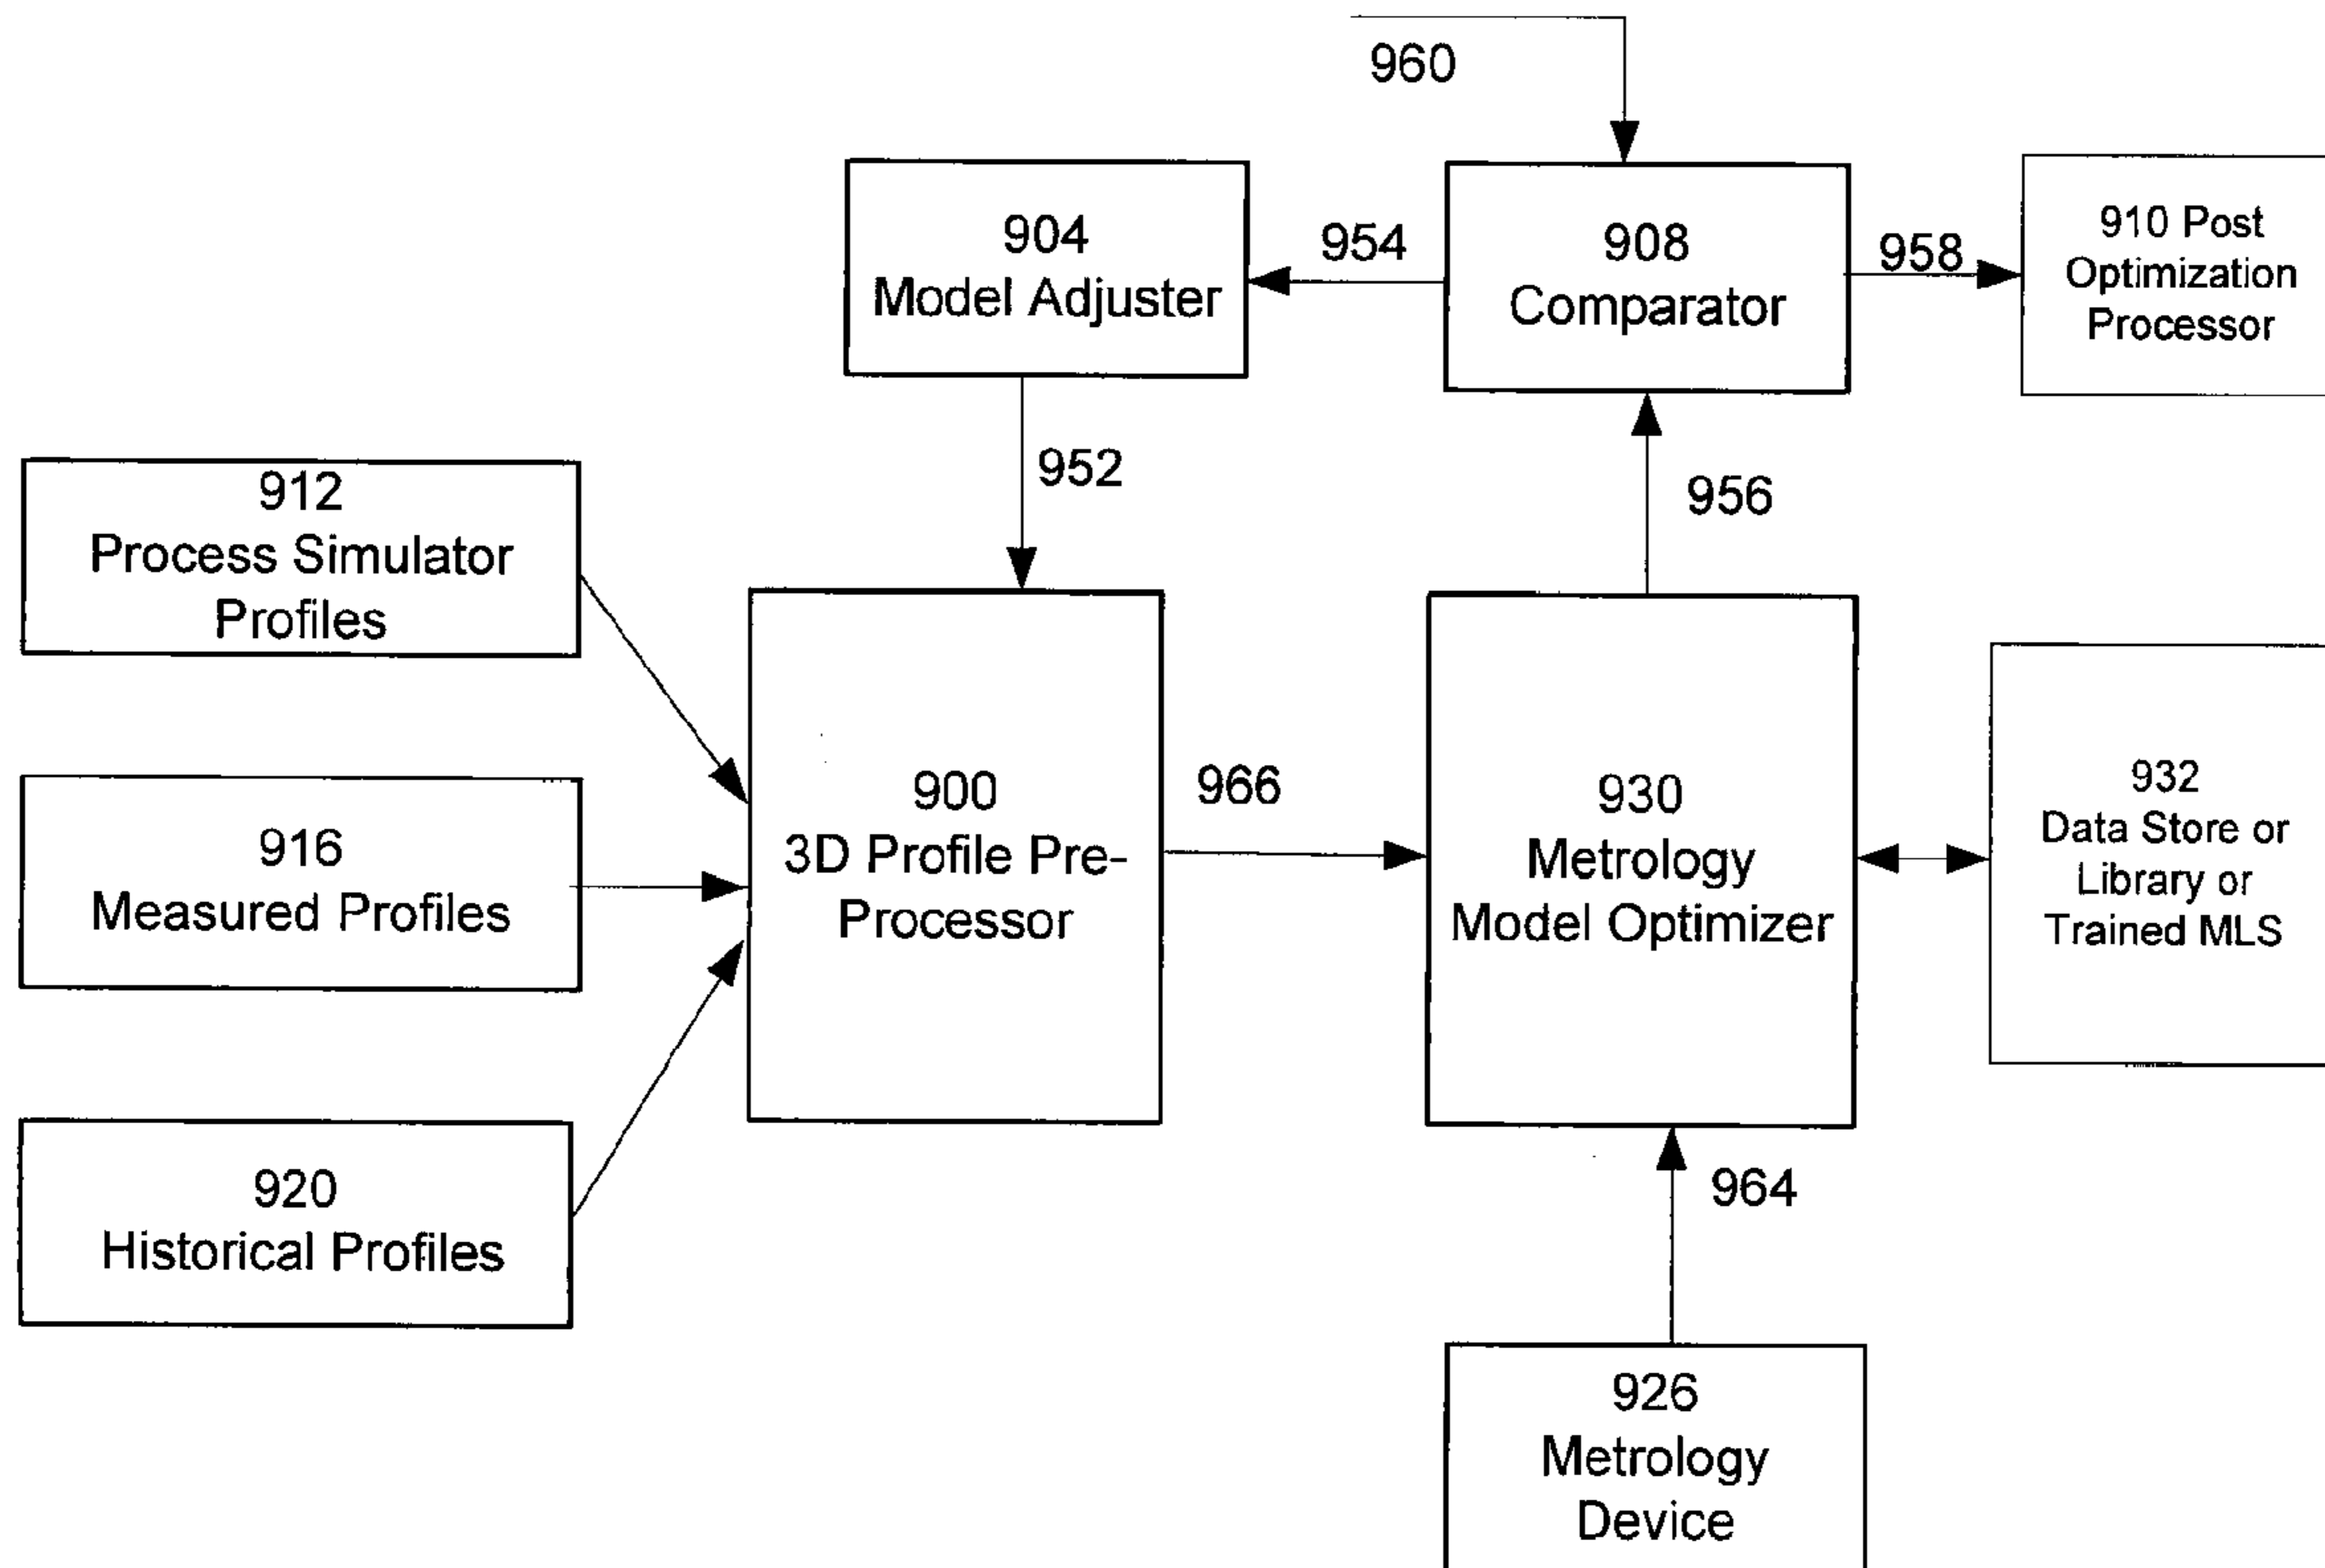 960
904
Model Adjuster
954
908
Comparator
958
910 Post
Optimization
Processor
952
956
912
Process Simulator
Profiles
916
Measured Profiles
920
Historical Profiles
900
3D Profile Pre-
Processor
966
930
Metrology
Model Optimizer
932
Data Store or
Library or
Trained MLS
964
926
Metrology
Device